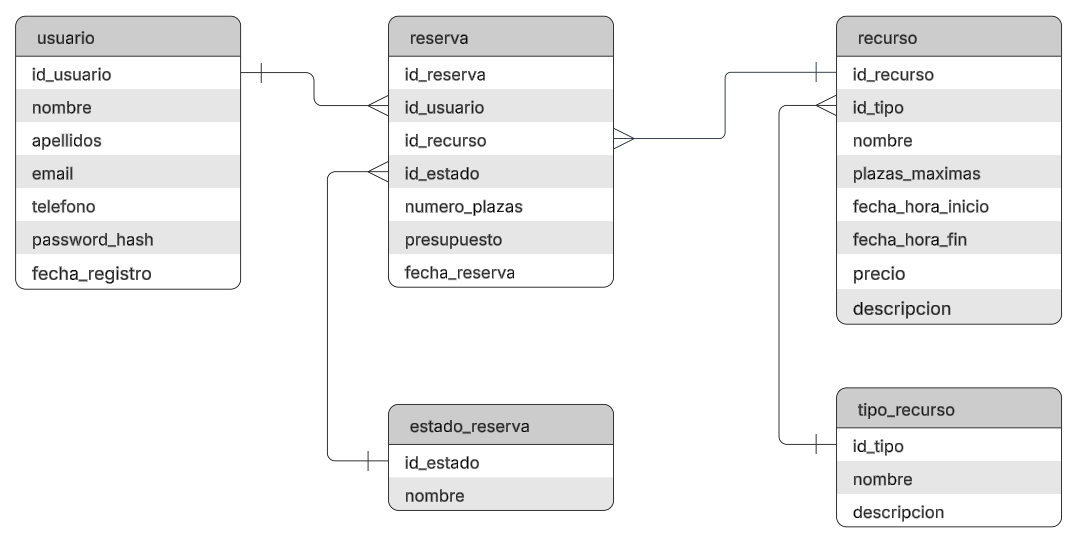 usuario
id_usuario
nombre
apellidos
email
telefono
password_hash
fecha_registro
reserva
id_reserva
id_usuario
id_recurso
id_estado
numero_plazas
presupuesto
fecha_reserva
recurso
id_recurso
id_tipo
nombre
plazas_maximas
fecha_hora_inicio
fecha_hora_fin
precio
descripcion
estado_reserva
id_estado
nombre
tipo_recurso
id_tipo
nombre
descripcion